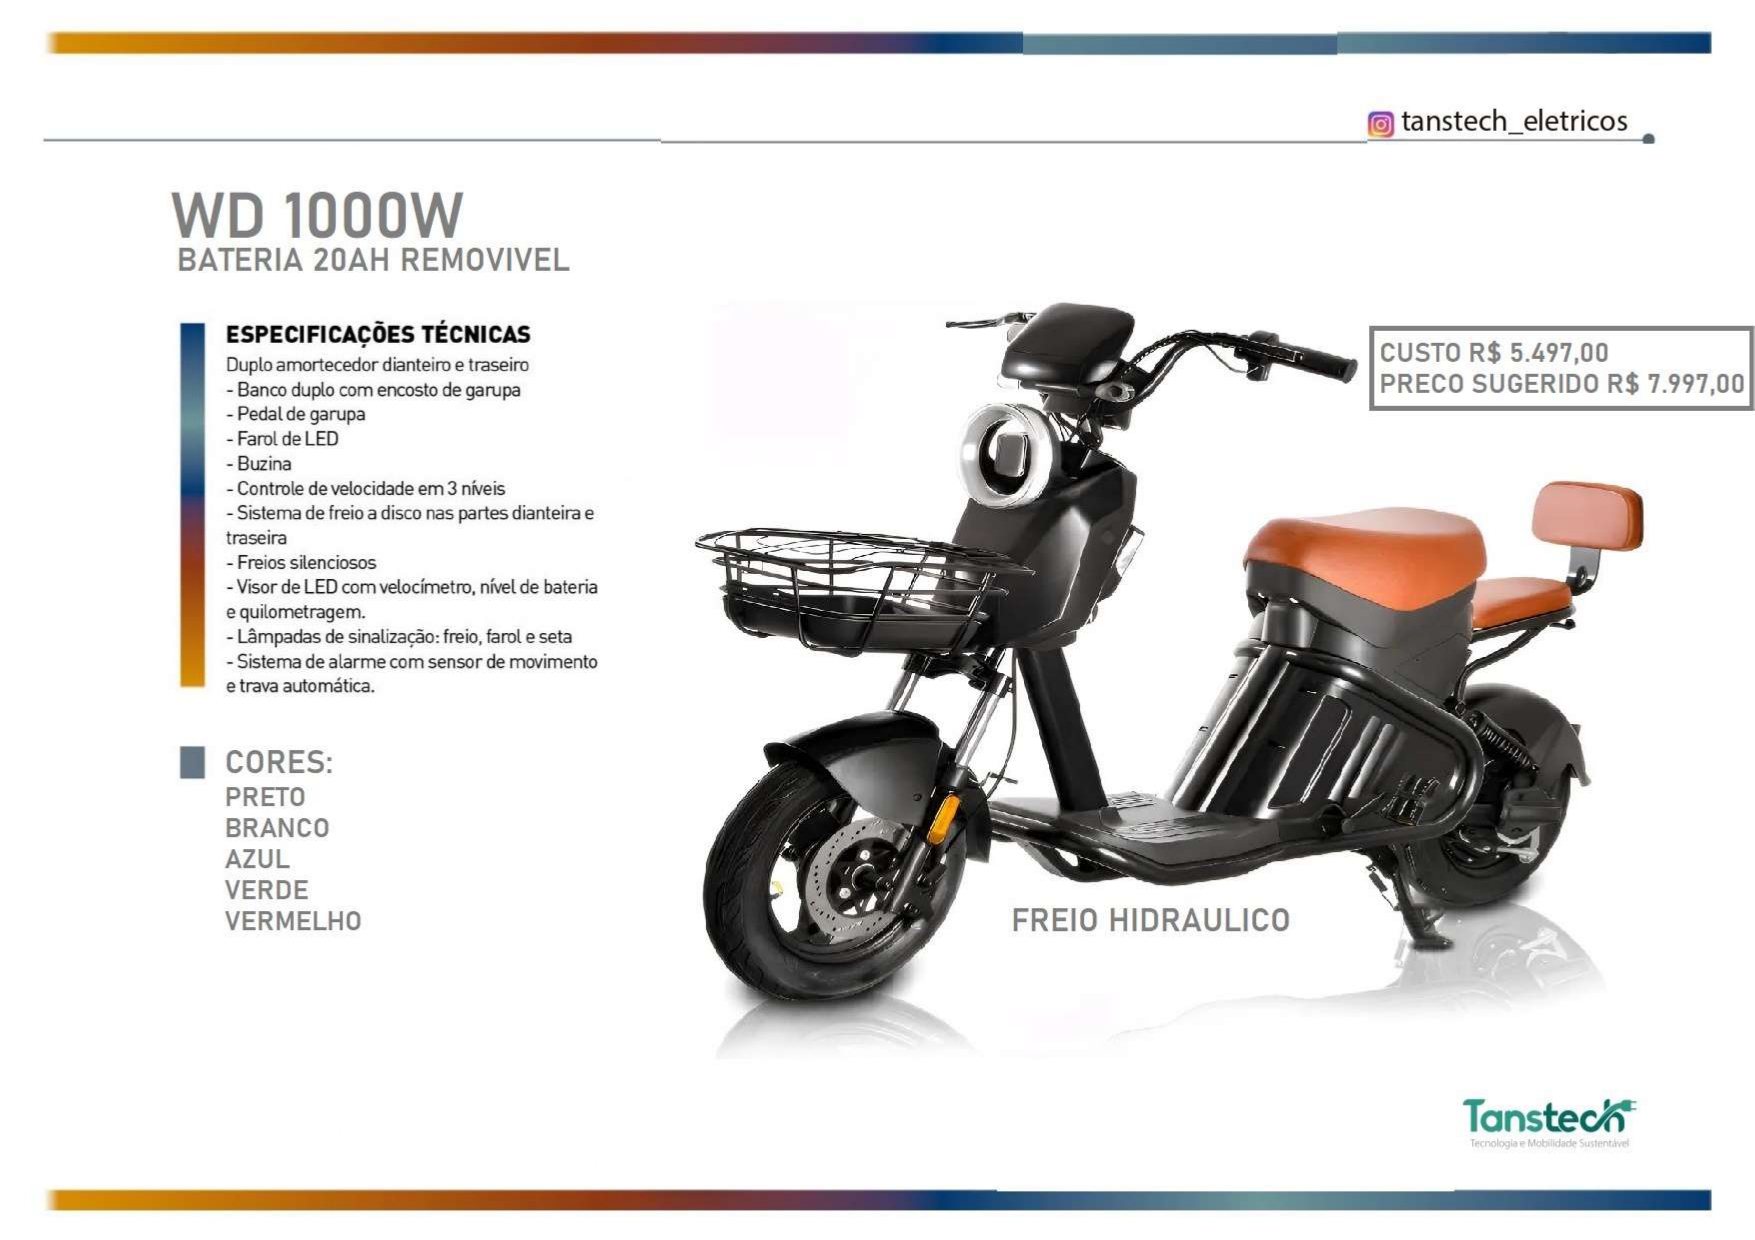 tanstech_eletricos
WD 1000W
BATERIA 20AH REMOVIVEL
ESPECIFICAÇÕES TÉCNICAS
Duplo amortecedor dianteiro e traseiro
- Banco duplo com encosto de garupa
- Pedal de garupa
- Farol de LED
- Buzina
- Controle de velocidade em 3 níveis
- Sistema de freio a disco nas partes dianteira e
traseira
- Freios silenciosos
- Visor de LED com velocímetro, nível de bateria
e quilometragem.
- Lâmpadas de sinalização: freio, farol e seta
- Sistema de alarme com sensor de movimento
e trava automática.
CORES:
PRETO
BRANCO
AZUL
VERDE
VERMELHO
CUSTO R$ 5.497,00
PRECO SUGERIDO R$ 7.997,00
FREIO HIDRAULICO
Tanstech
Tecnologia e Mobilidade Sustentável